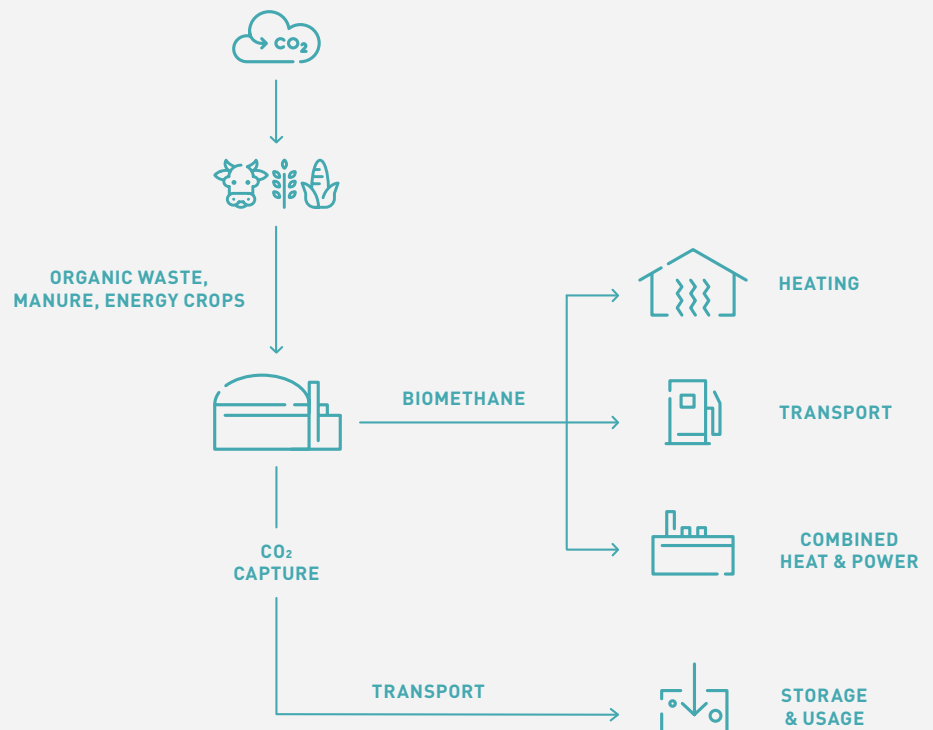 CO₂
ORGANIC WASTE,
MANURE, ENERGY CROPS
HEATING
BIOMETHANE
TRANSPORT
CO₂
CAPTURE
COMBINED
HEAT & POWER
TRANSPORT
STORAGE
& USAGE